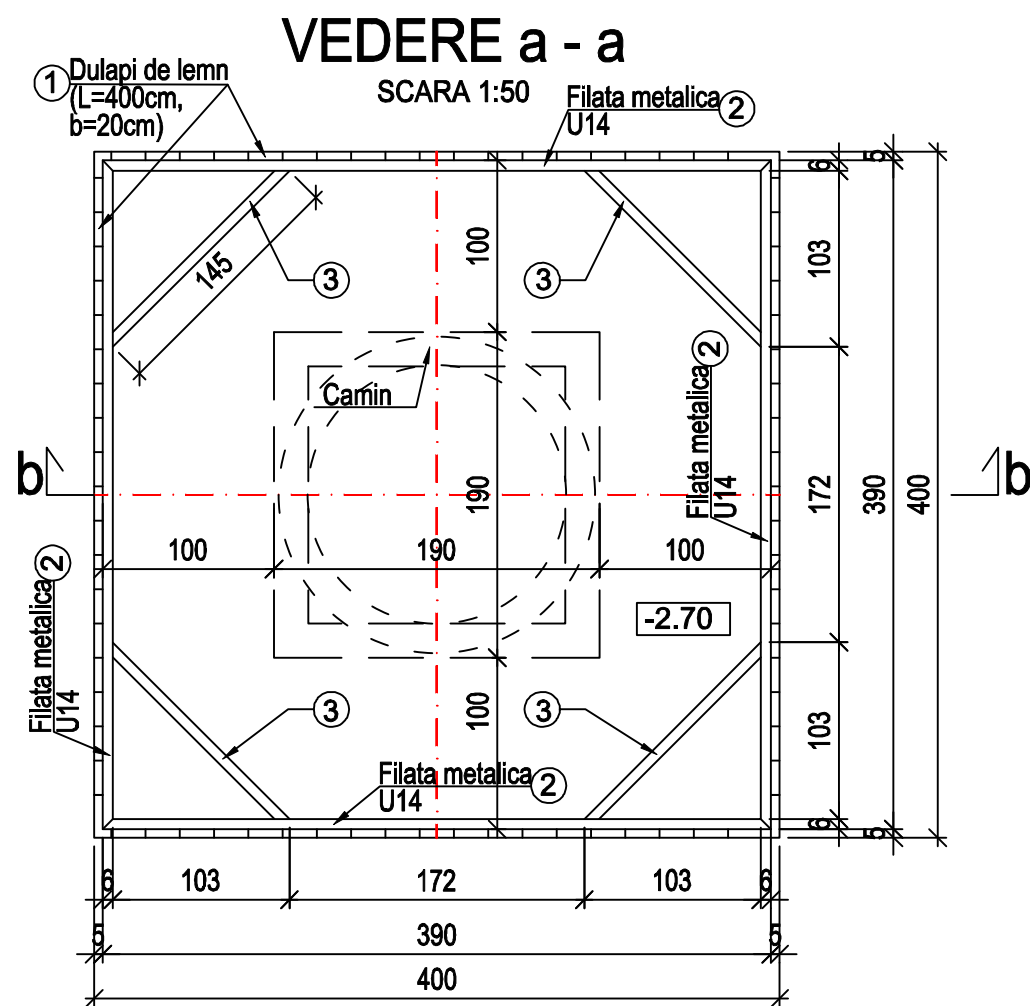 VEDERE a - a
SCARA 1:50
1 Dulapi de lemn
(L=400cm,
b=20cm)
Filata metalica 2
U14
6
5
100
103
145
3
3
Filata metalica 2
U14
Camin
b
190
172
390
400
b
100
190
100
Filata metalica 2
U14
-2.70
3
100
3
103
Filata metalica 2
U14
6
5
6
103
172
103
6
5
390
5
400